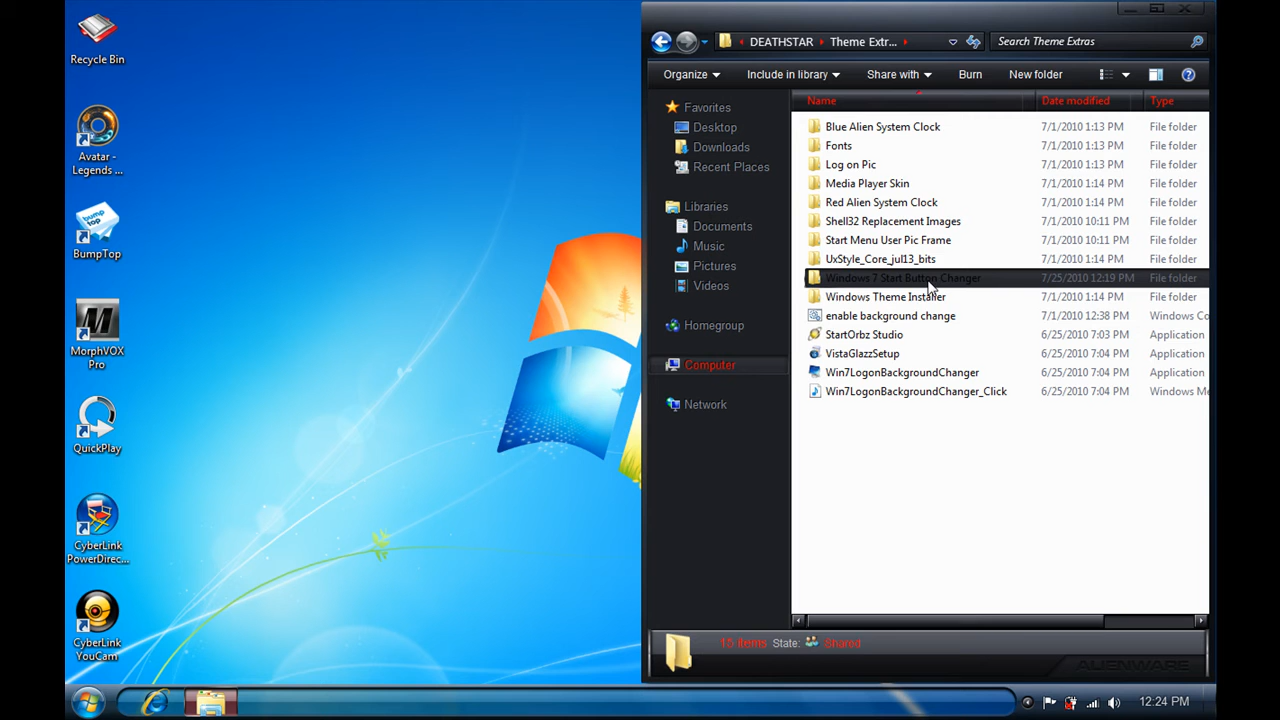 Recycle Bin
Avatar -
Legends ...
BumpTop
MorphVOX
Pro
QuickPlay
CyberLink
PowerDirec...
CyberLink
YouCam
DEATHSTAR
Theme Extr...
Search Theme Extras
Organize
Include in library
Share with
Burn
New folder
Favorites
Desktop
Downloads
Recent Places
Libraries
Documents
Music
Pictures
Videos
Homegroup
Computer
Network
Name Date modified Type
Blue Alien System Clock 7/1/2010 1:13 PM File folder
Fonts 7/1/2010 1:13 PM File folder
Log on Pic 7/1/2010 1:13 PM File folder
Media Player Skin 7/1/2010 1:14 PM File folder
Red Alien System Clock 7/1/2010 1:14 PM File folder
Shell32 Replacement Images 7/1/2010 10:11 PM File folder
Start Menu User Pic Frame 7/1/2010 10:11 PM File folder
UxStyle_Core_jul13_bits 7/1/2010 1:14 PM File folder
Windows 7 Start Button Changer 7/25/2010 12:19 PM File folder
Windows Theme Installer 7/1/2010 1:14 PM File folder
enable background change 7/1/2010 12:38 PM Windows Co
StartOrbz Studio 6/25/2010 7:03 PM Application
VistaGlazzSetup 6/25/2010 7:04 PM Application
Win7LogonBackgroundChanger 6/25/2010 7:04 PM Application
Win7LogonBackgroundChanger_Click 6/25/2010 7:04 PM Windows Me
15 items State: Shared
ALIENWARE
12:24 PM